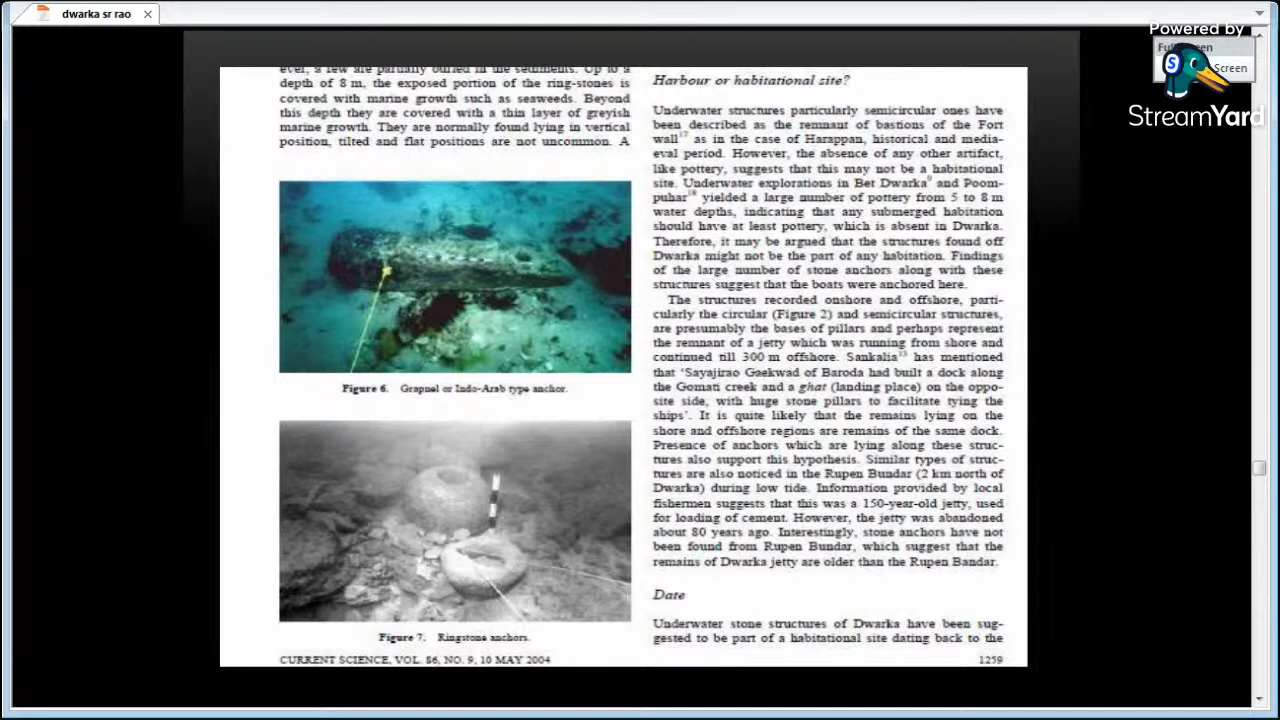 dwarka sr rao
Powered by
Screen
StreamYard
ever, a few are partially buried in the sediments. Up to a
depth of 8 m, the exposed portion of the ring-stones is
covered with marine growth such as seaweeds. Beyond
this depth they are covered with a thin layer of greyish
marine growth. They are normally found lying in vertical
position, tilted and flat positions are not uncommon. A
Figure 6. Grapnel or Indo-Arab type anchor.
Figure 7. Ringstone anchors.
Harbour or habitational site?
Underwater structures particularly semicircular ones have
been described as the remnant of bastions of the Fort
wall17 as in the case of Harappan, historical and media-
eval period. However, the absence of any other artifact,
like pottery, suggests that this may not be a habitational
site. Underwater explorations in Bet Dwarka9 and Poom-
puhar18 yielded a large number of pottery from 5 to 8 m
water depths, indicating that any submerged habitation
should have at least pottery, which is absent in Dwarka.
Therefore, it may be argued that the structures found off
Dwarka might not be the part of any habitation. Findings
of the large number of stone anchors along with these
structures suggest that the boats were anchored here.
The structures recorded onshore and offshore, parti-
cularly the circular (Figure 2) and semicircular structures,
are presumably the bases of pillars and perhaps represent
the remnant of a jetty which was running from shore and
continued till 300 m offshore. Sankalia13 has mentioned
that 'Sayajirao Gaekwad of Baroda had built a dock along
the Gomati creek and a ghat (landing place) on the oppo-
site side, with huge stone pillars to facilitate tying the
ships'. It is quite likely that the remains lying on the
shore and offshore regions are remains of the same dock.
Presence of anchors which are lying along these struc-
tures also support this hypothesis. Similar types of struc-
tures are also noticed in the Rupen Bundar (2 km north of
Dwarka) during low tide. Information provided by local
fishermen suggests that this was a 150-year-old jetty, used
for loading of cement. However, the jetty was abandoned
about 80 years ago. Interestingly, stone anchors have not
been found from Rupen Bundar, which suggest that the
remains of Dwarka jetty are older than the Rupen Bandar.
Date
Underwater stone structures of Dwarka have been sug-
gested to be part of a habitational site dating back to the
CURRENT SCIENCE, VOL. 86, NO. 9, 10 MAY 2004
1259